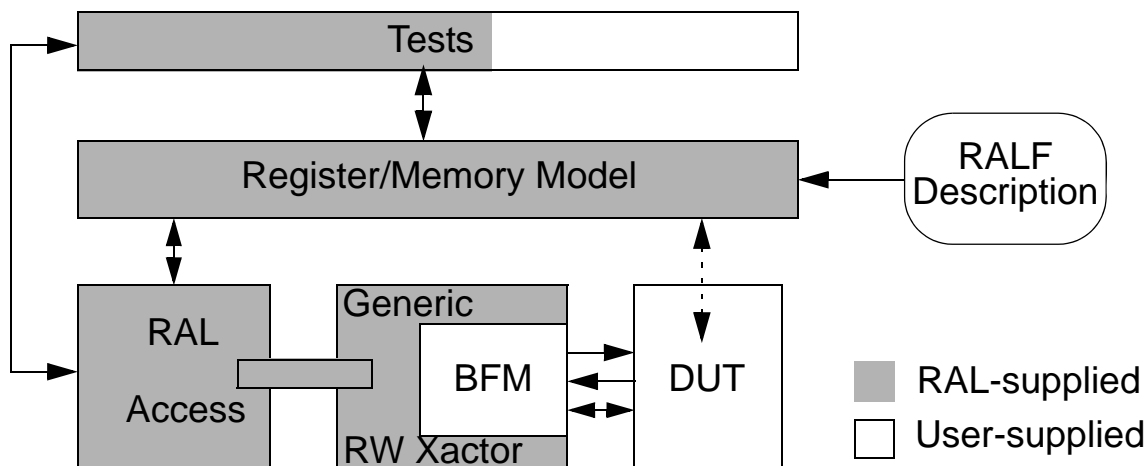 Tests
Register/Memory Model
RALF
Description
RAL
Access
Generic
BFM
RW Xactor
DUT
RAL-supplied
User-supplied